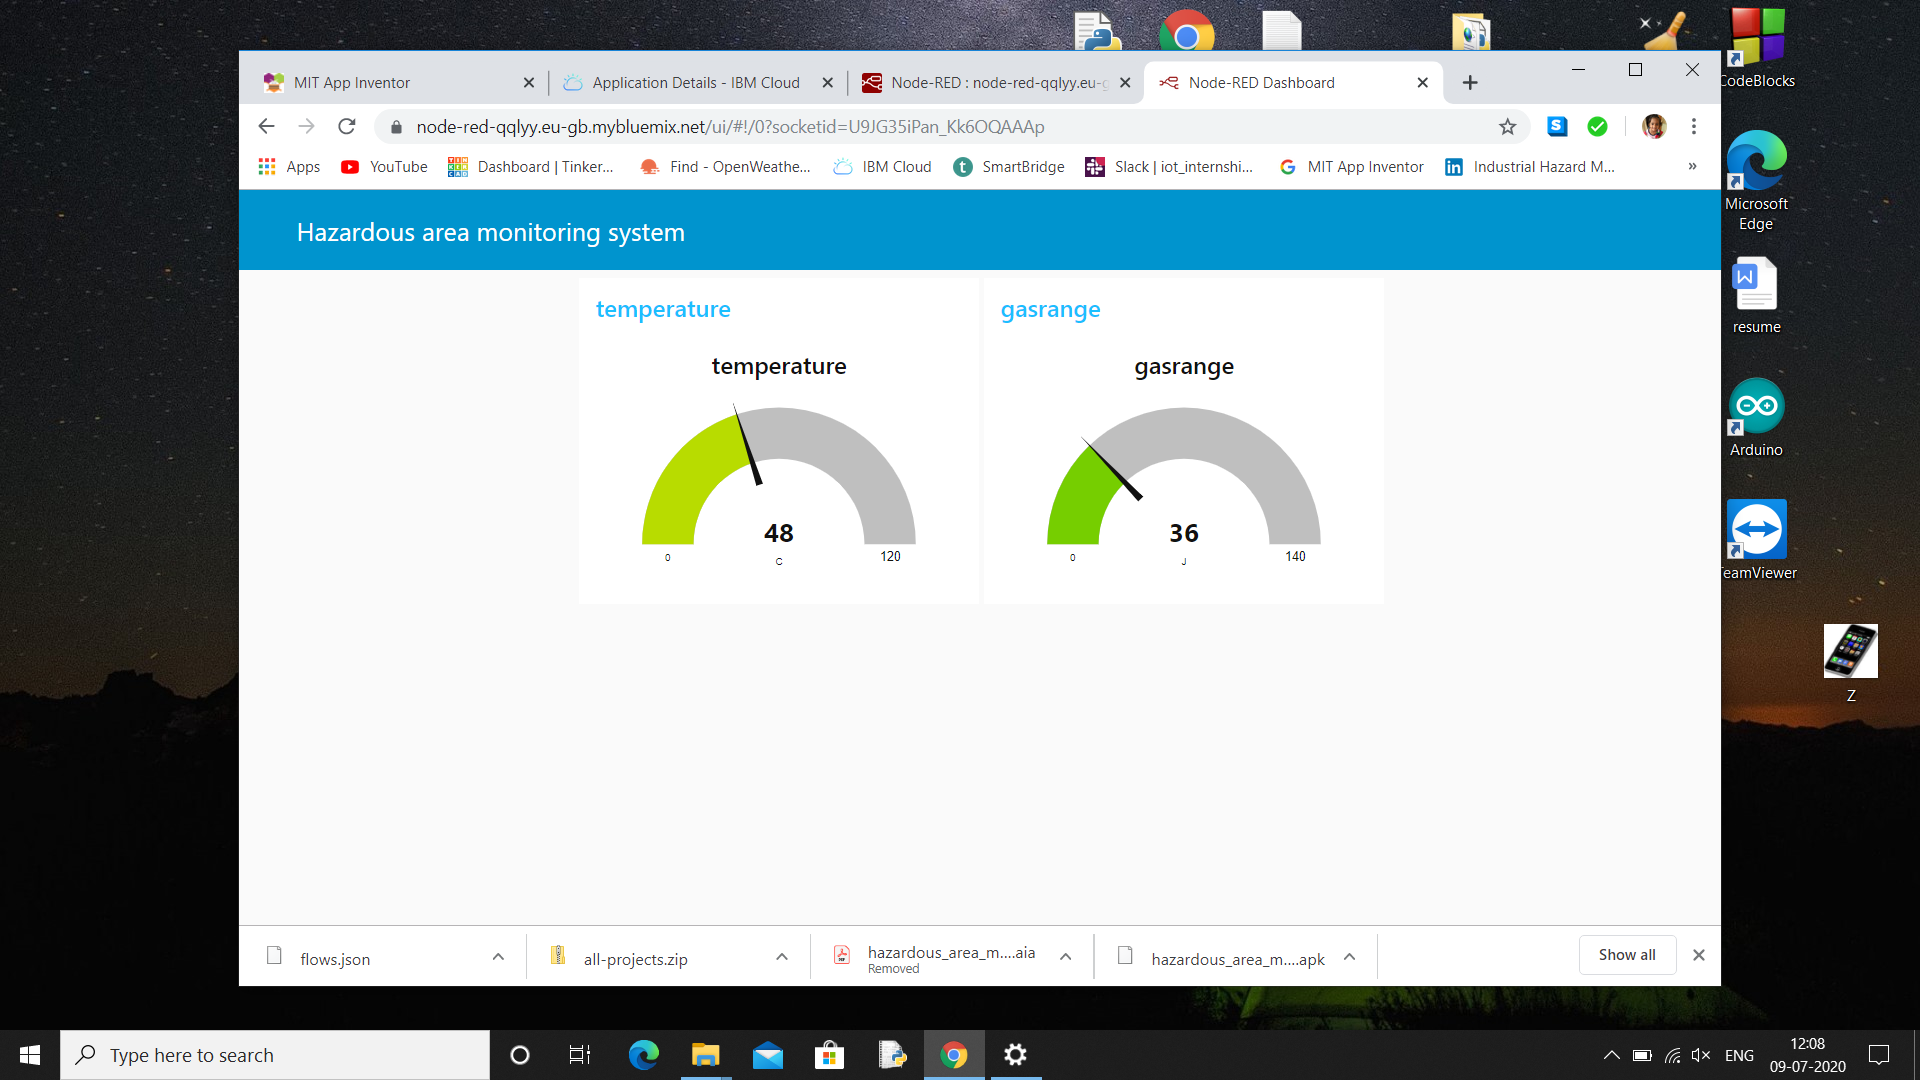 CodeBlocks
MIT App Inventor
Application Details - IBM Cloud
Node-RED : node-red-qqlyy.eu-g
Node-RED Dashboard
node-red-qqlyy.eu-gb.mybluemix.net/ui/#!/0?socketid=U9JG35iPan_Kk6OQAAAp
Apps
YouTube
Dashboard | Tinker...
Find - OpenWeathe...
IBM Cloud
SmartBridge
Slack | iot_internshi...
MIT App Inventor
Industrial Hazard M...
»
Hazardous area monitoring system
temperature
temperature
48
C
0
120
gasrange
gasrange
36
J
0
140
Microsoft
Edge
resume
Arduino
TeamViewer
Z
flows.json
all-projects.zip
hazardous_area_m....aia
Removed
hazardous_area_m....apk
Show all
Type here to search
ENG
12:08
09-07-2020